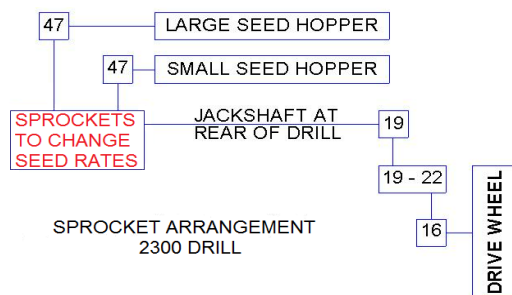 47
LARGE SEED HOPPER
47
SMALL SEED HOPPER
SPROCKETS
TO CHANGE
SEED RATES
JACKSHAFT AT
REAR OF DRILL
19
19 - 22
16
DRIVE WHEEL
SPROCKET ARRANGEMENT
2300 DRILL